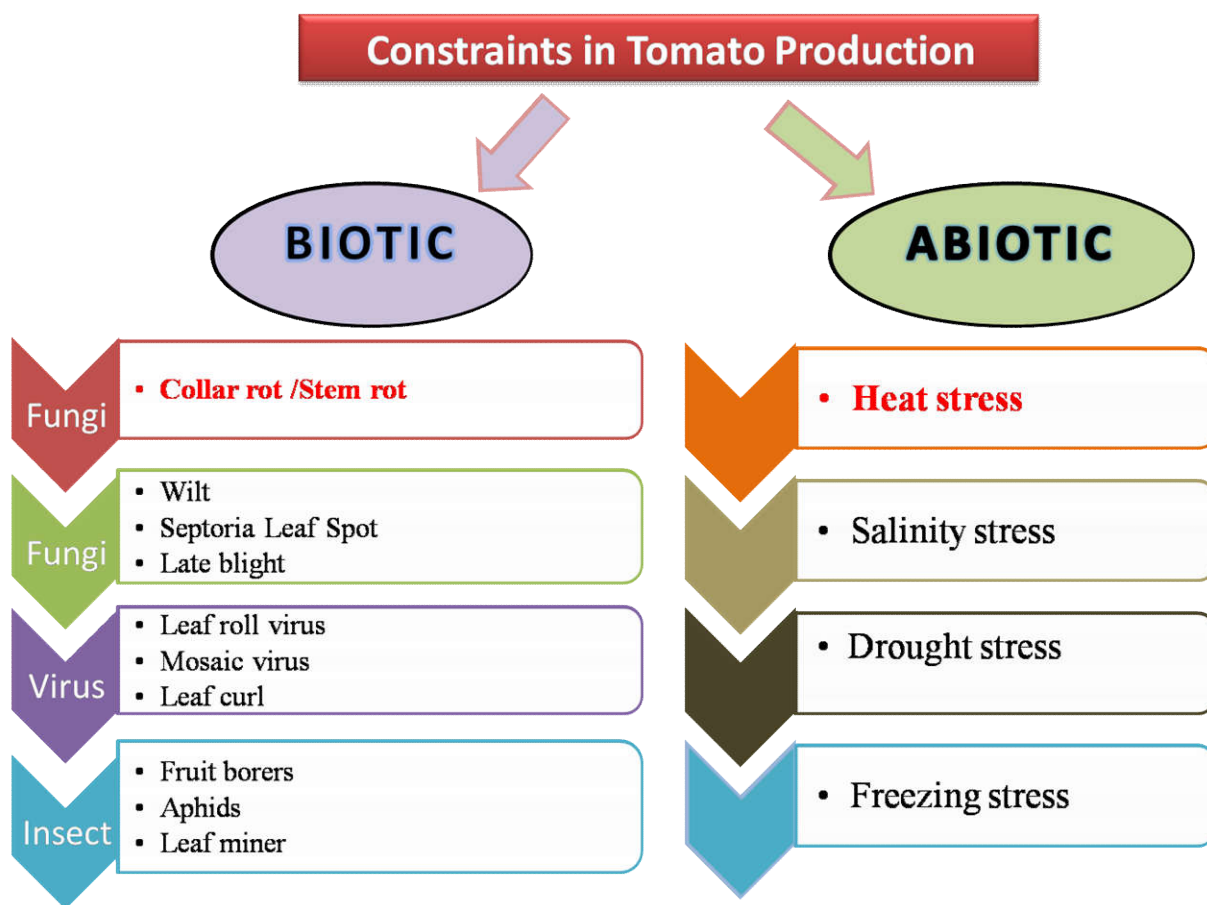 Constraints in Tomato Production
BIOTIC
ABIOTIC
Fungi
• Collar rot /Stem rot
Fungi
• Wilt
• Septoria Leaf Spot
• Late blight
Virus
• Leaf roll virus
• Mosaic virus
• Leaf curl
Insect
• Fruit borers
• Aphids
• Leaf miner
• Heat stress
• Salinity stress
• Drought stress
• Freezing stress